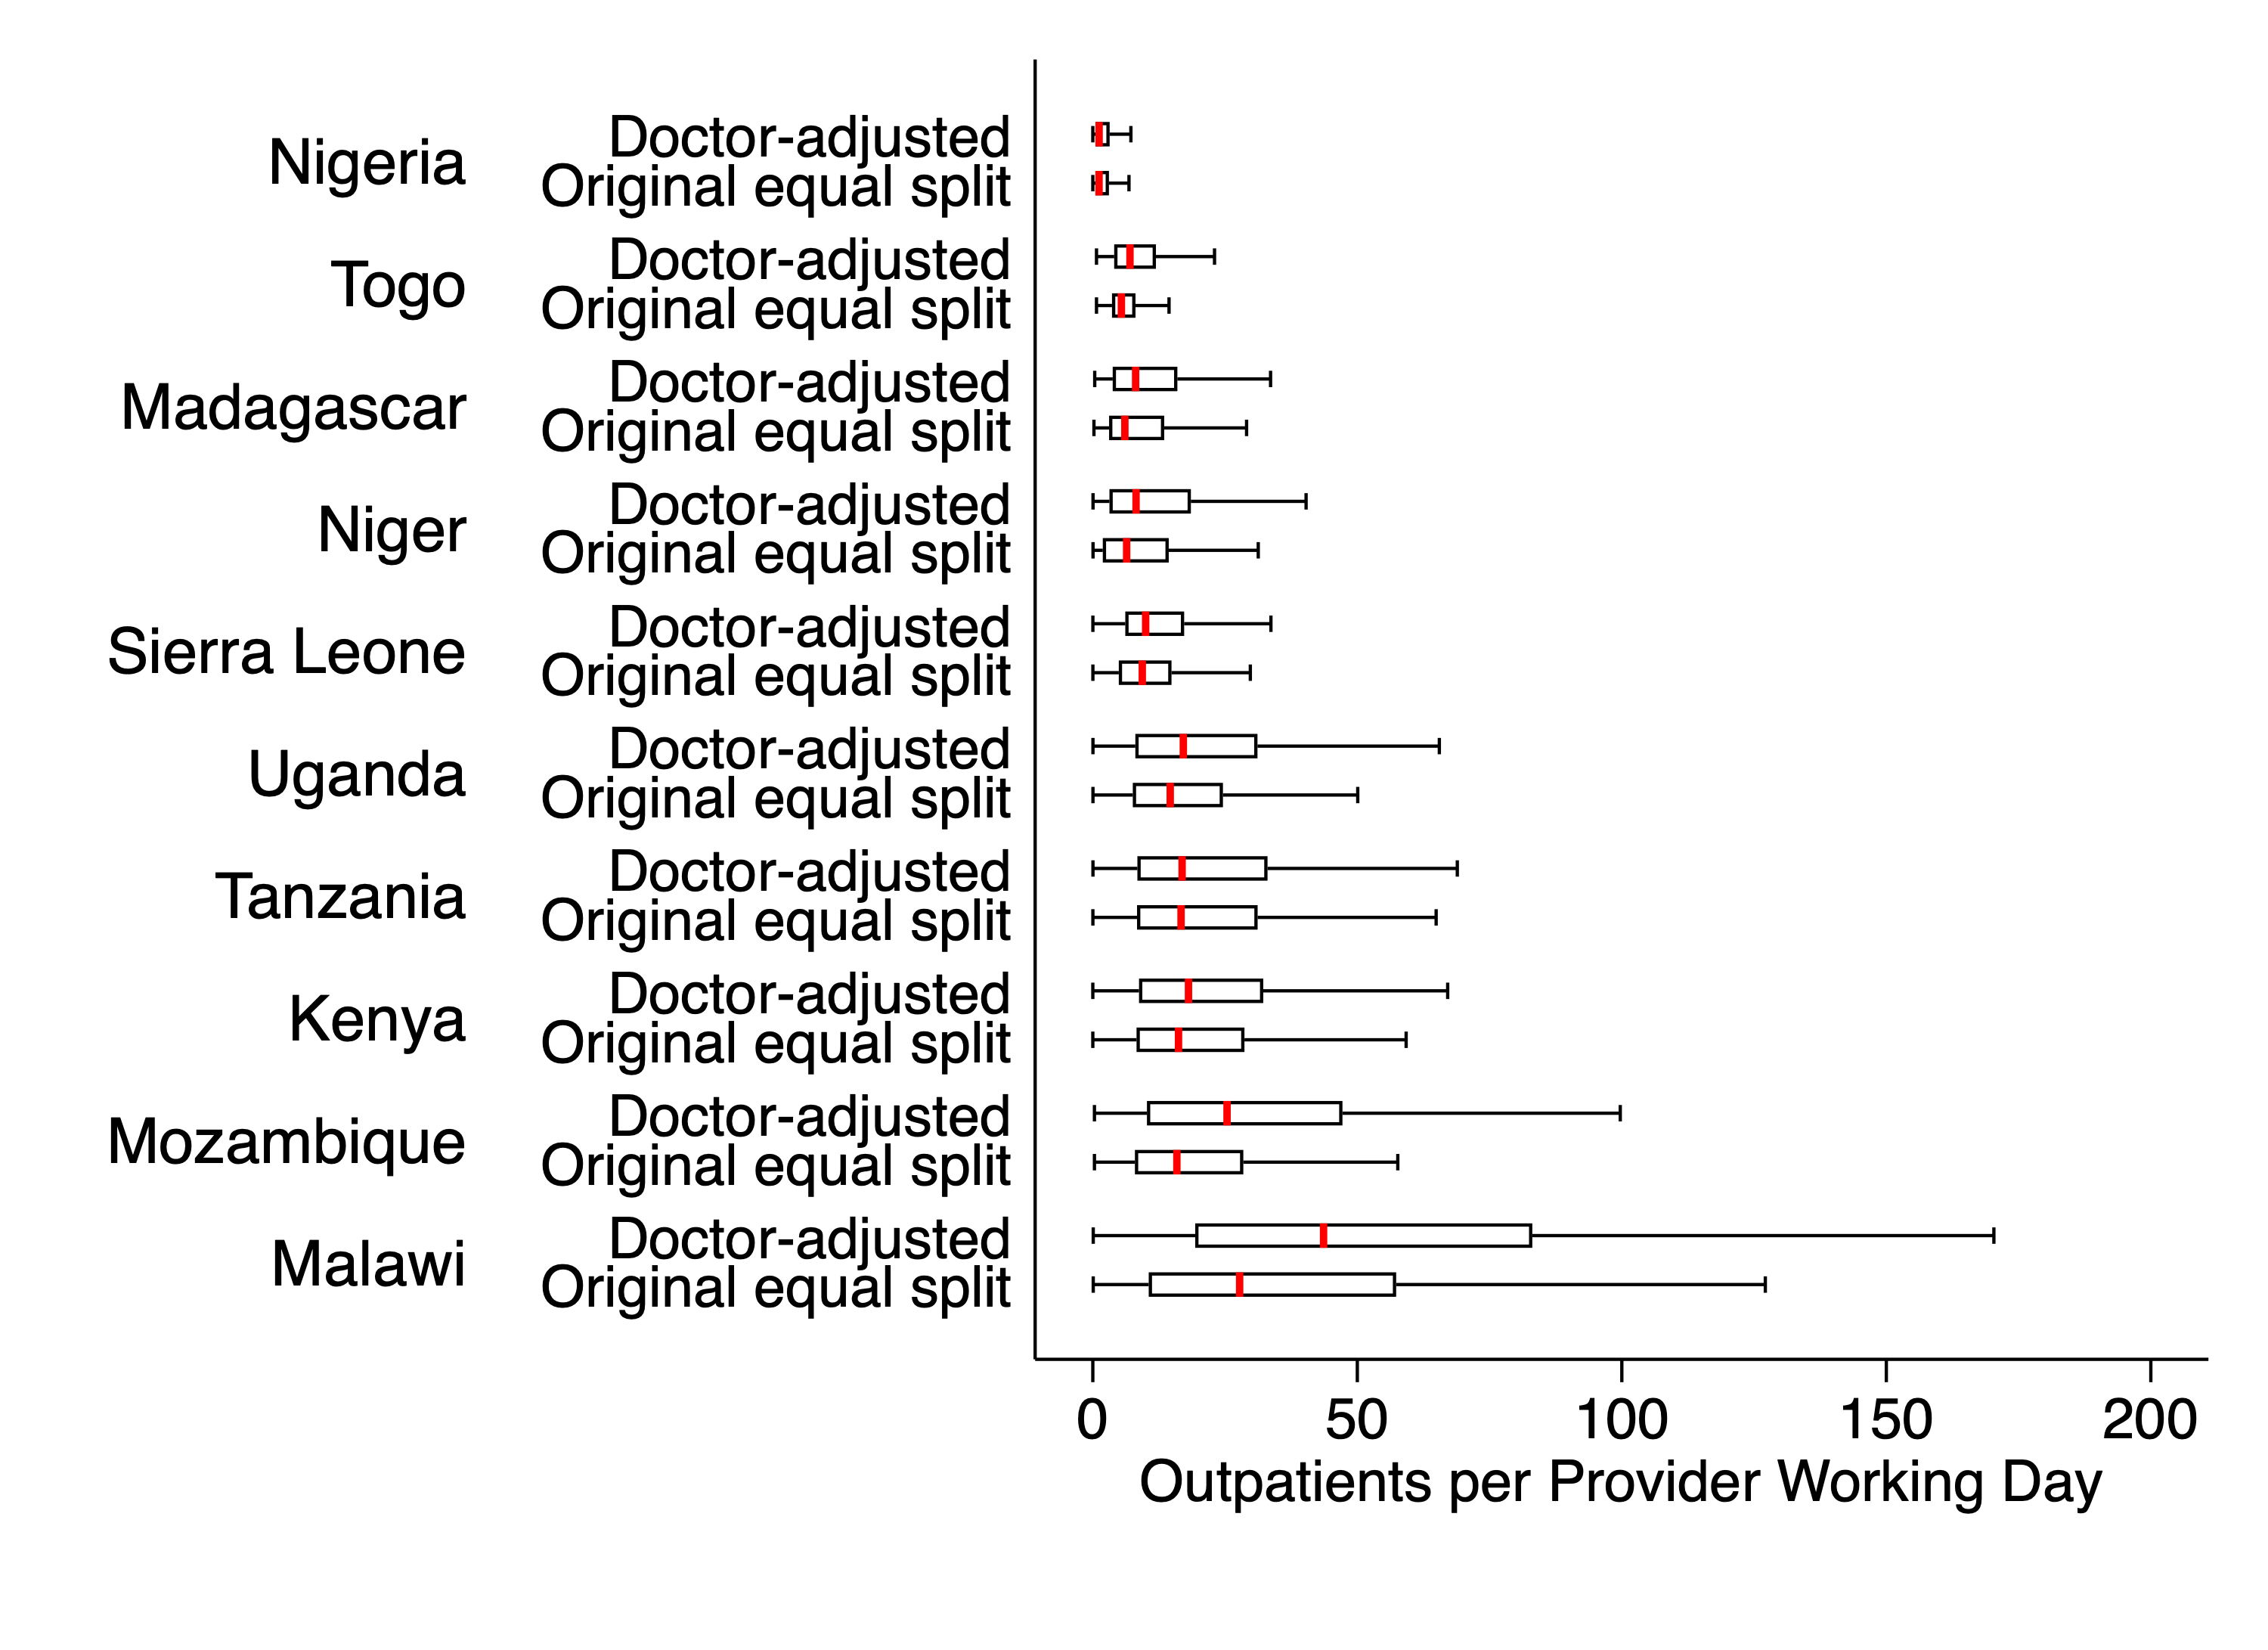 Nigeria
Doctor-adjusted
Original equal split
Togo
Doctor-adjusted
Original equal split
Madagascar
Doctor-adjusted
Original equal split
Niger
Doctor-adjusted
Original equal split
Sierra Leone
Doctor-adjusted
Original equal split
Uganda
Doctor-adjusted
Original equal split
Tanzania
Doctor-adjusted
Original equal split
Kenya
Doctor-adjusted
Original equal split
Mozambique
Doctor-adjusted
Original equal split
Malawi
Doctor-adjusted
Original equal split
0 50 100 150 200
Outpatients per Provider Working Day